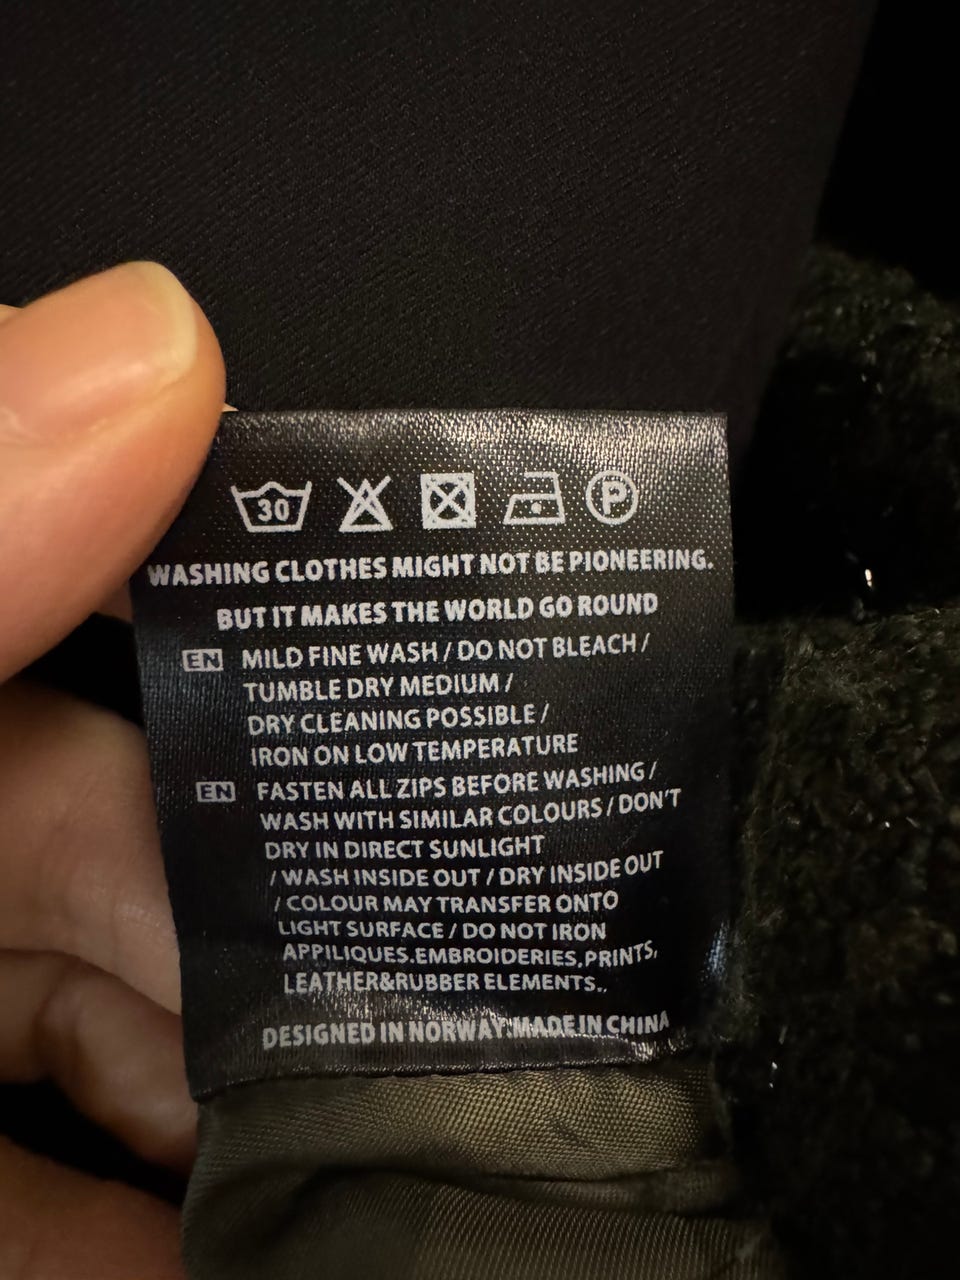 30 P
WASHING CLOTHES MIGHT NOT BE PIONEERING.
BUT IT MAKES THE WORLD GO ROUND
EN MILD FINE WASH / DO NOT BLEACH /
TUMBLE DRY MEDIUM /
DRY CLEANING POSSIBLE /
IRON ON LOW TEMPERATURE
EN FASTEN ALL ZIPS BEFORE WASHING /
WASH WITH SIMILAR COLOURS / DON'T
DRY IN DIRECT SUNLIGHT
/ WASH INSIDE OUT / DRY INSIDE OUT
/ COLOUR MAY TRANSFER ONTO
LIGHT SURFACE / DO NOT IRON
APPILIQUES.EMBROIDERIES,PRINTS,
LEATHER&RUBBER ELEMENTS..
DESIGNED IN NORWAY.MADE IN CHINA